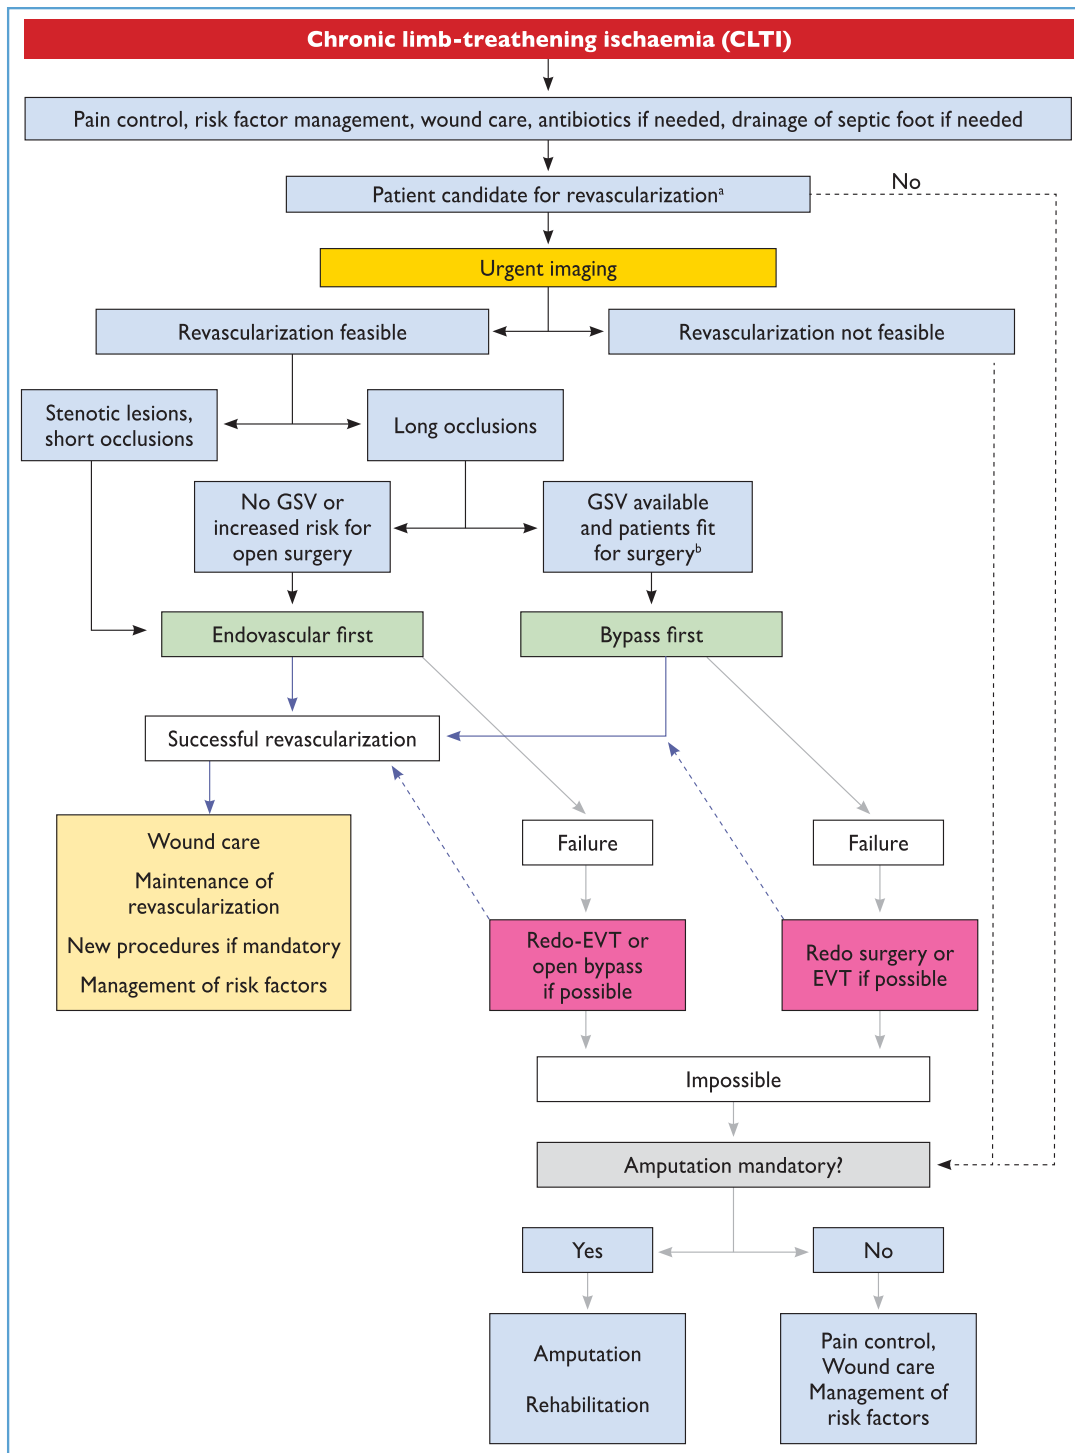 Chronic limb-treathening ischaemia (CLTI)
Pain control, risk factor management, wound care, antibiotics if needed, drainage of septic foot if needed
Patient candidate for revascularizationᵃ
No
Urgent imaging
Revascularization feasible
Revascularization not feasible
Stenotic lesions,
short occlusions
Long occlusions
No GSV or
increased risk for
open surgery
GSV available
and patients fit
for surgeryᵇ
Endovascular first
Bypass first
Successful revascularization
Wound care
Maintenance of
revascularization
New procedures if mandatory
Management of risk factors
Failure
Failure
Redo-EVT or
open bypass
if possible
Redo surgery or
EVT if possible
Impossible
Amputation mandatory?
Yes
No
Amputation
Rehabilitation
Pain control,
Wound care
Management of
risk factors